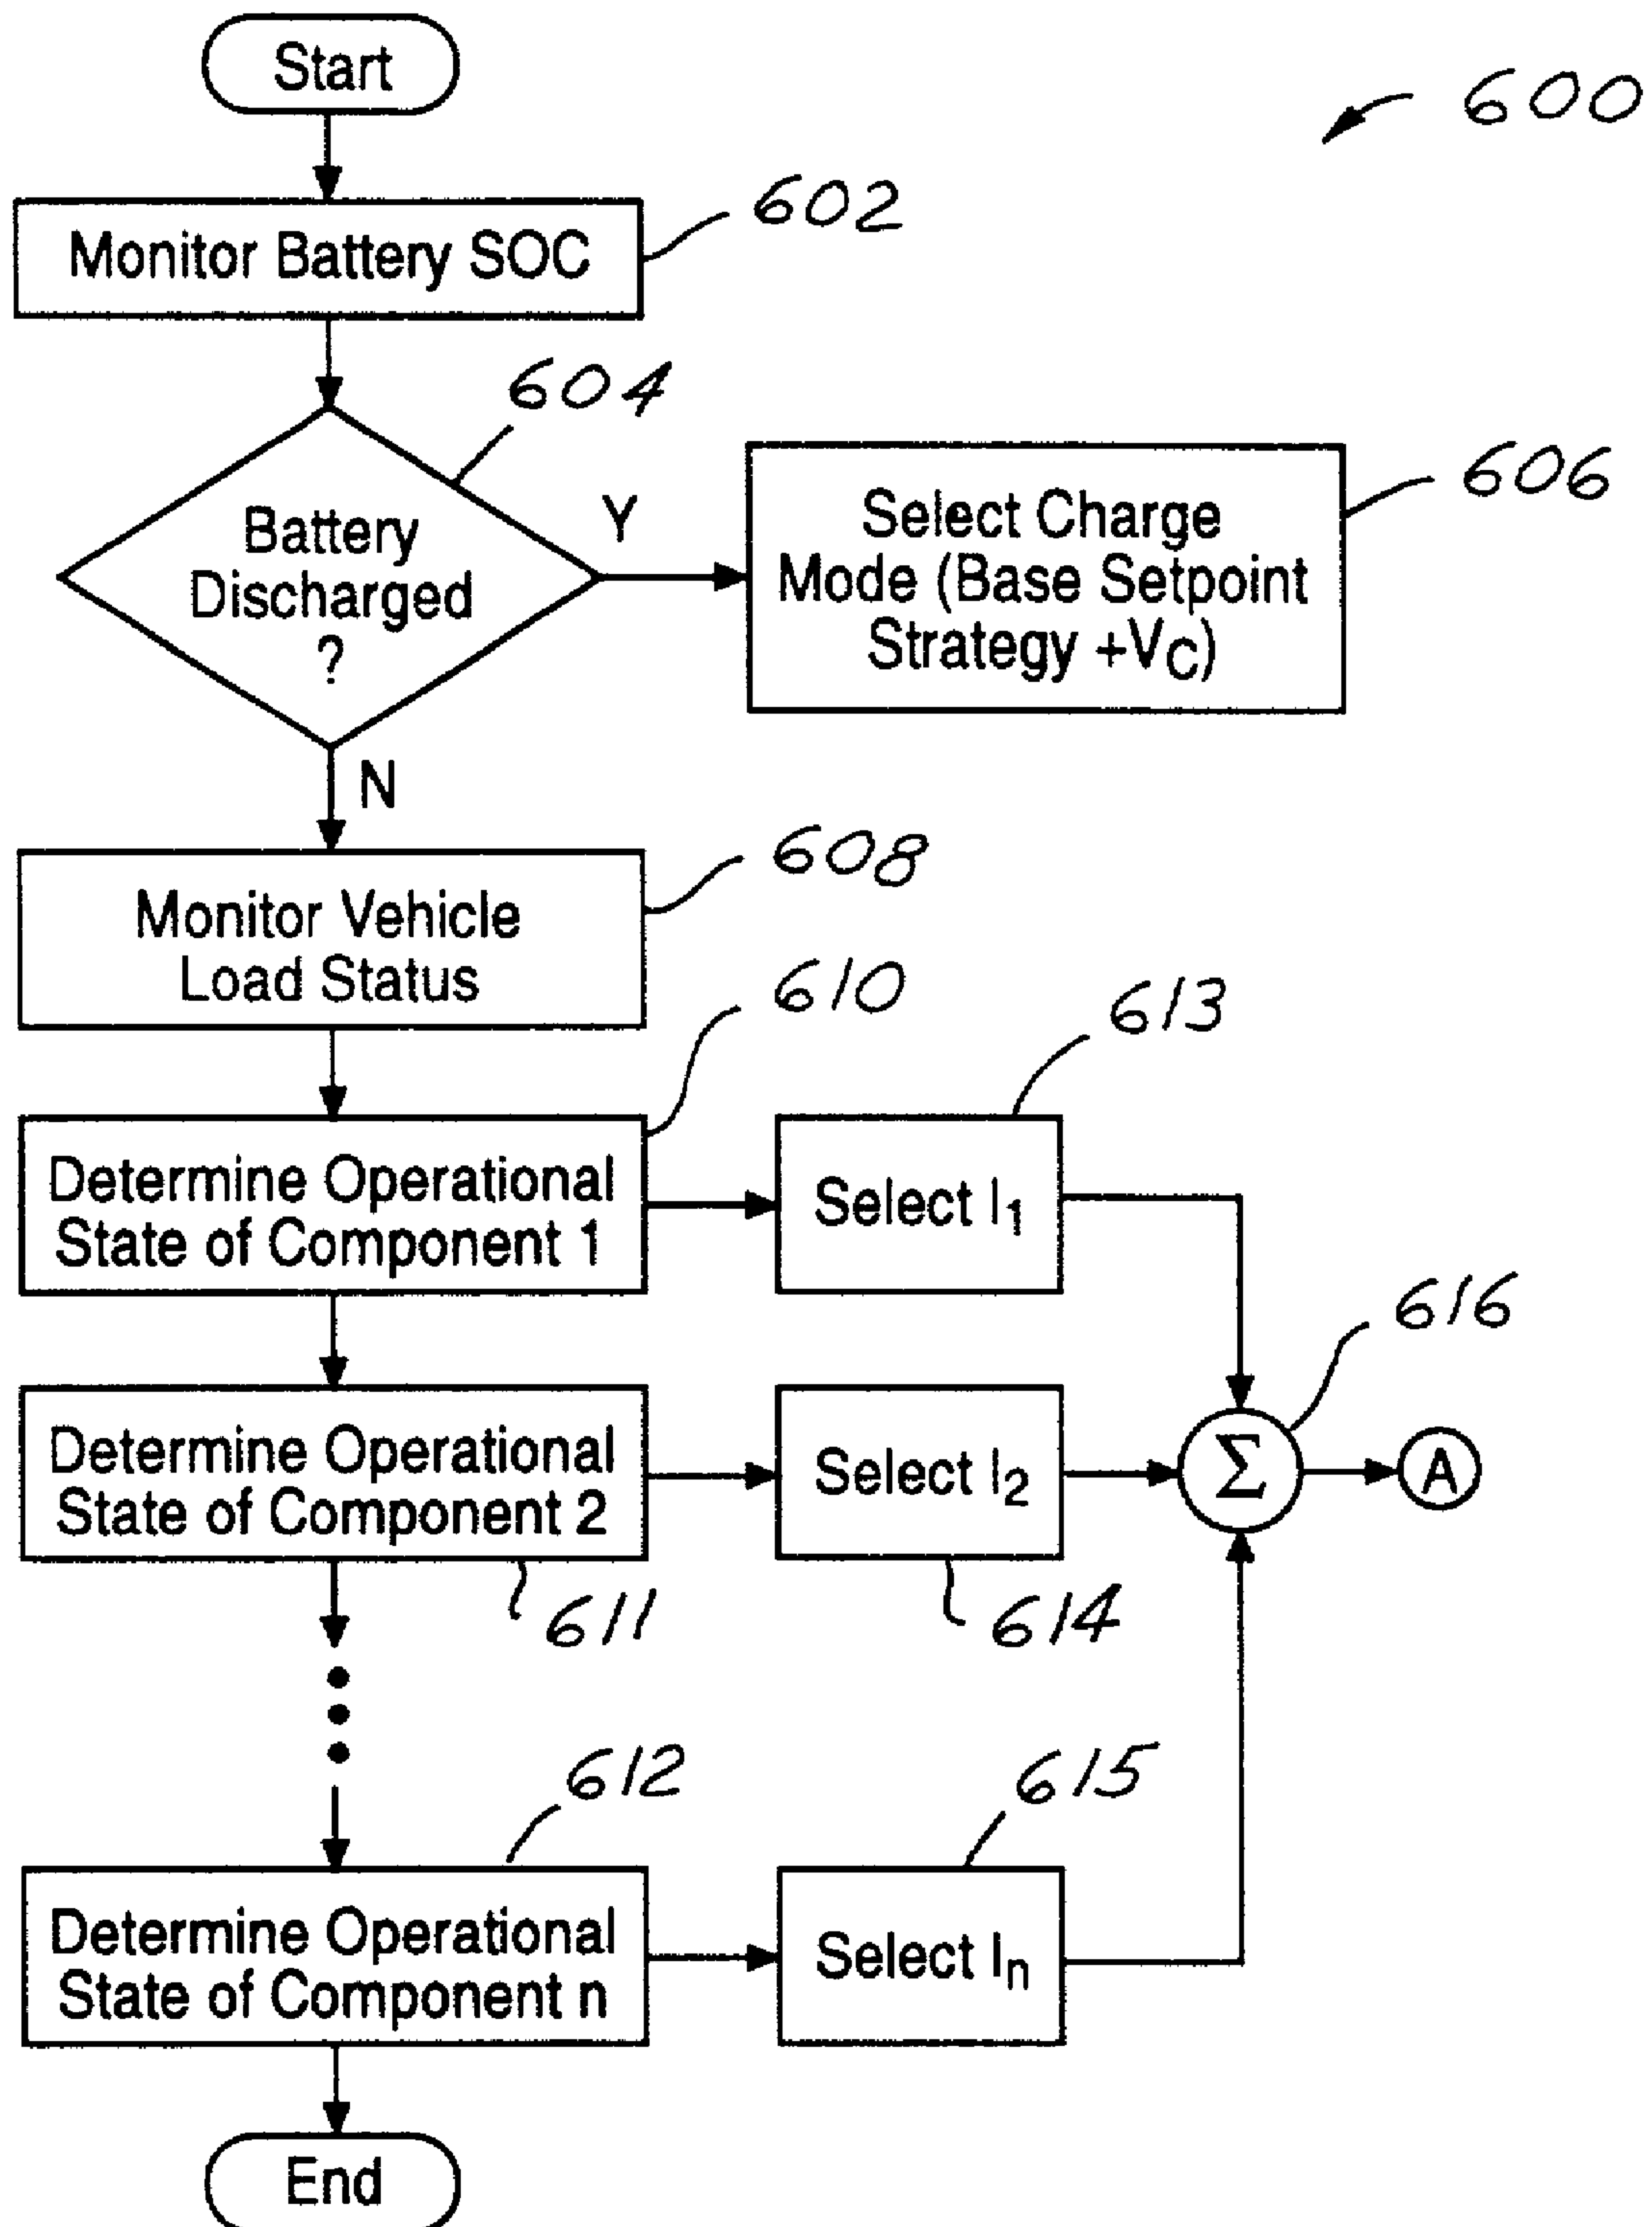 Start
600
Monitor Battery SOC
602
604
Battery
Discharged
?
Y
Select Charge
Mode (Base Setpoint
Strategy +VC)
606
N
Monitor Vehicle
Load Status
608
610
Determine Operational
State of Component 1
613
Select I1
616
Determine Operational
State of Component 2
611
Select I2
614
Σ
A
612
Determine Operational
State of Component n
615
Select In
End